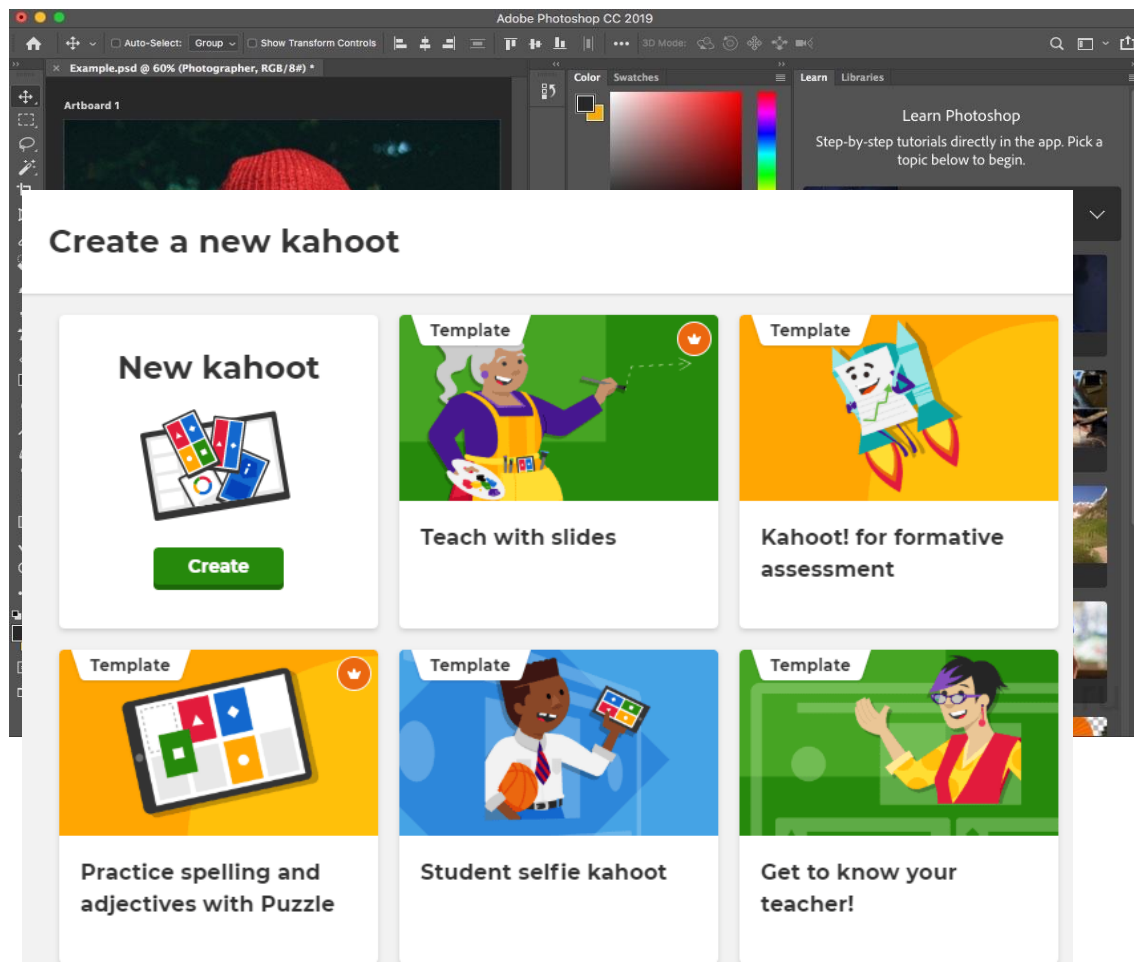 Adobe Photoshop CC 2019
Auto-Select: Group Show Transform Controls 3D Mode:
× Example.psd @ 60% (Photographer, RGB/8#) *
Artboard 1
Color Swatches
Learn Libraries
Learn Photoshop
Step-by-step tutorials directly in the app. Pick a
topic below to begin.
Create a new kahoot
New kahoot
Create
Template
Teach with slides
Template
Kahoot! for formative
assessment
Template
Practice spelling and
adjectives with Puzzle
Template
Student selfie kahoot
Template
Get to know your
teacher!